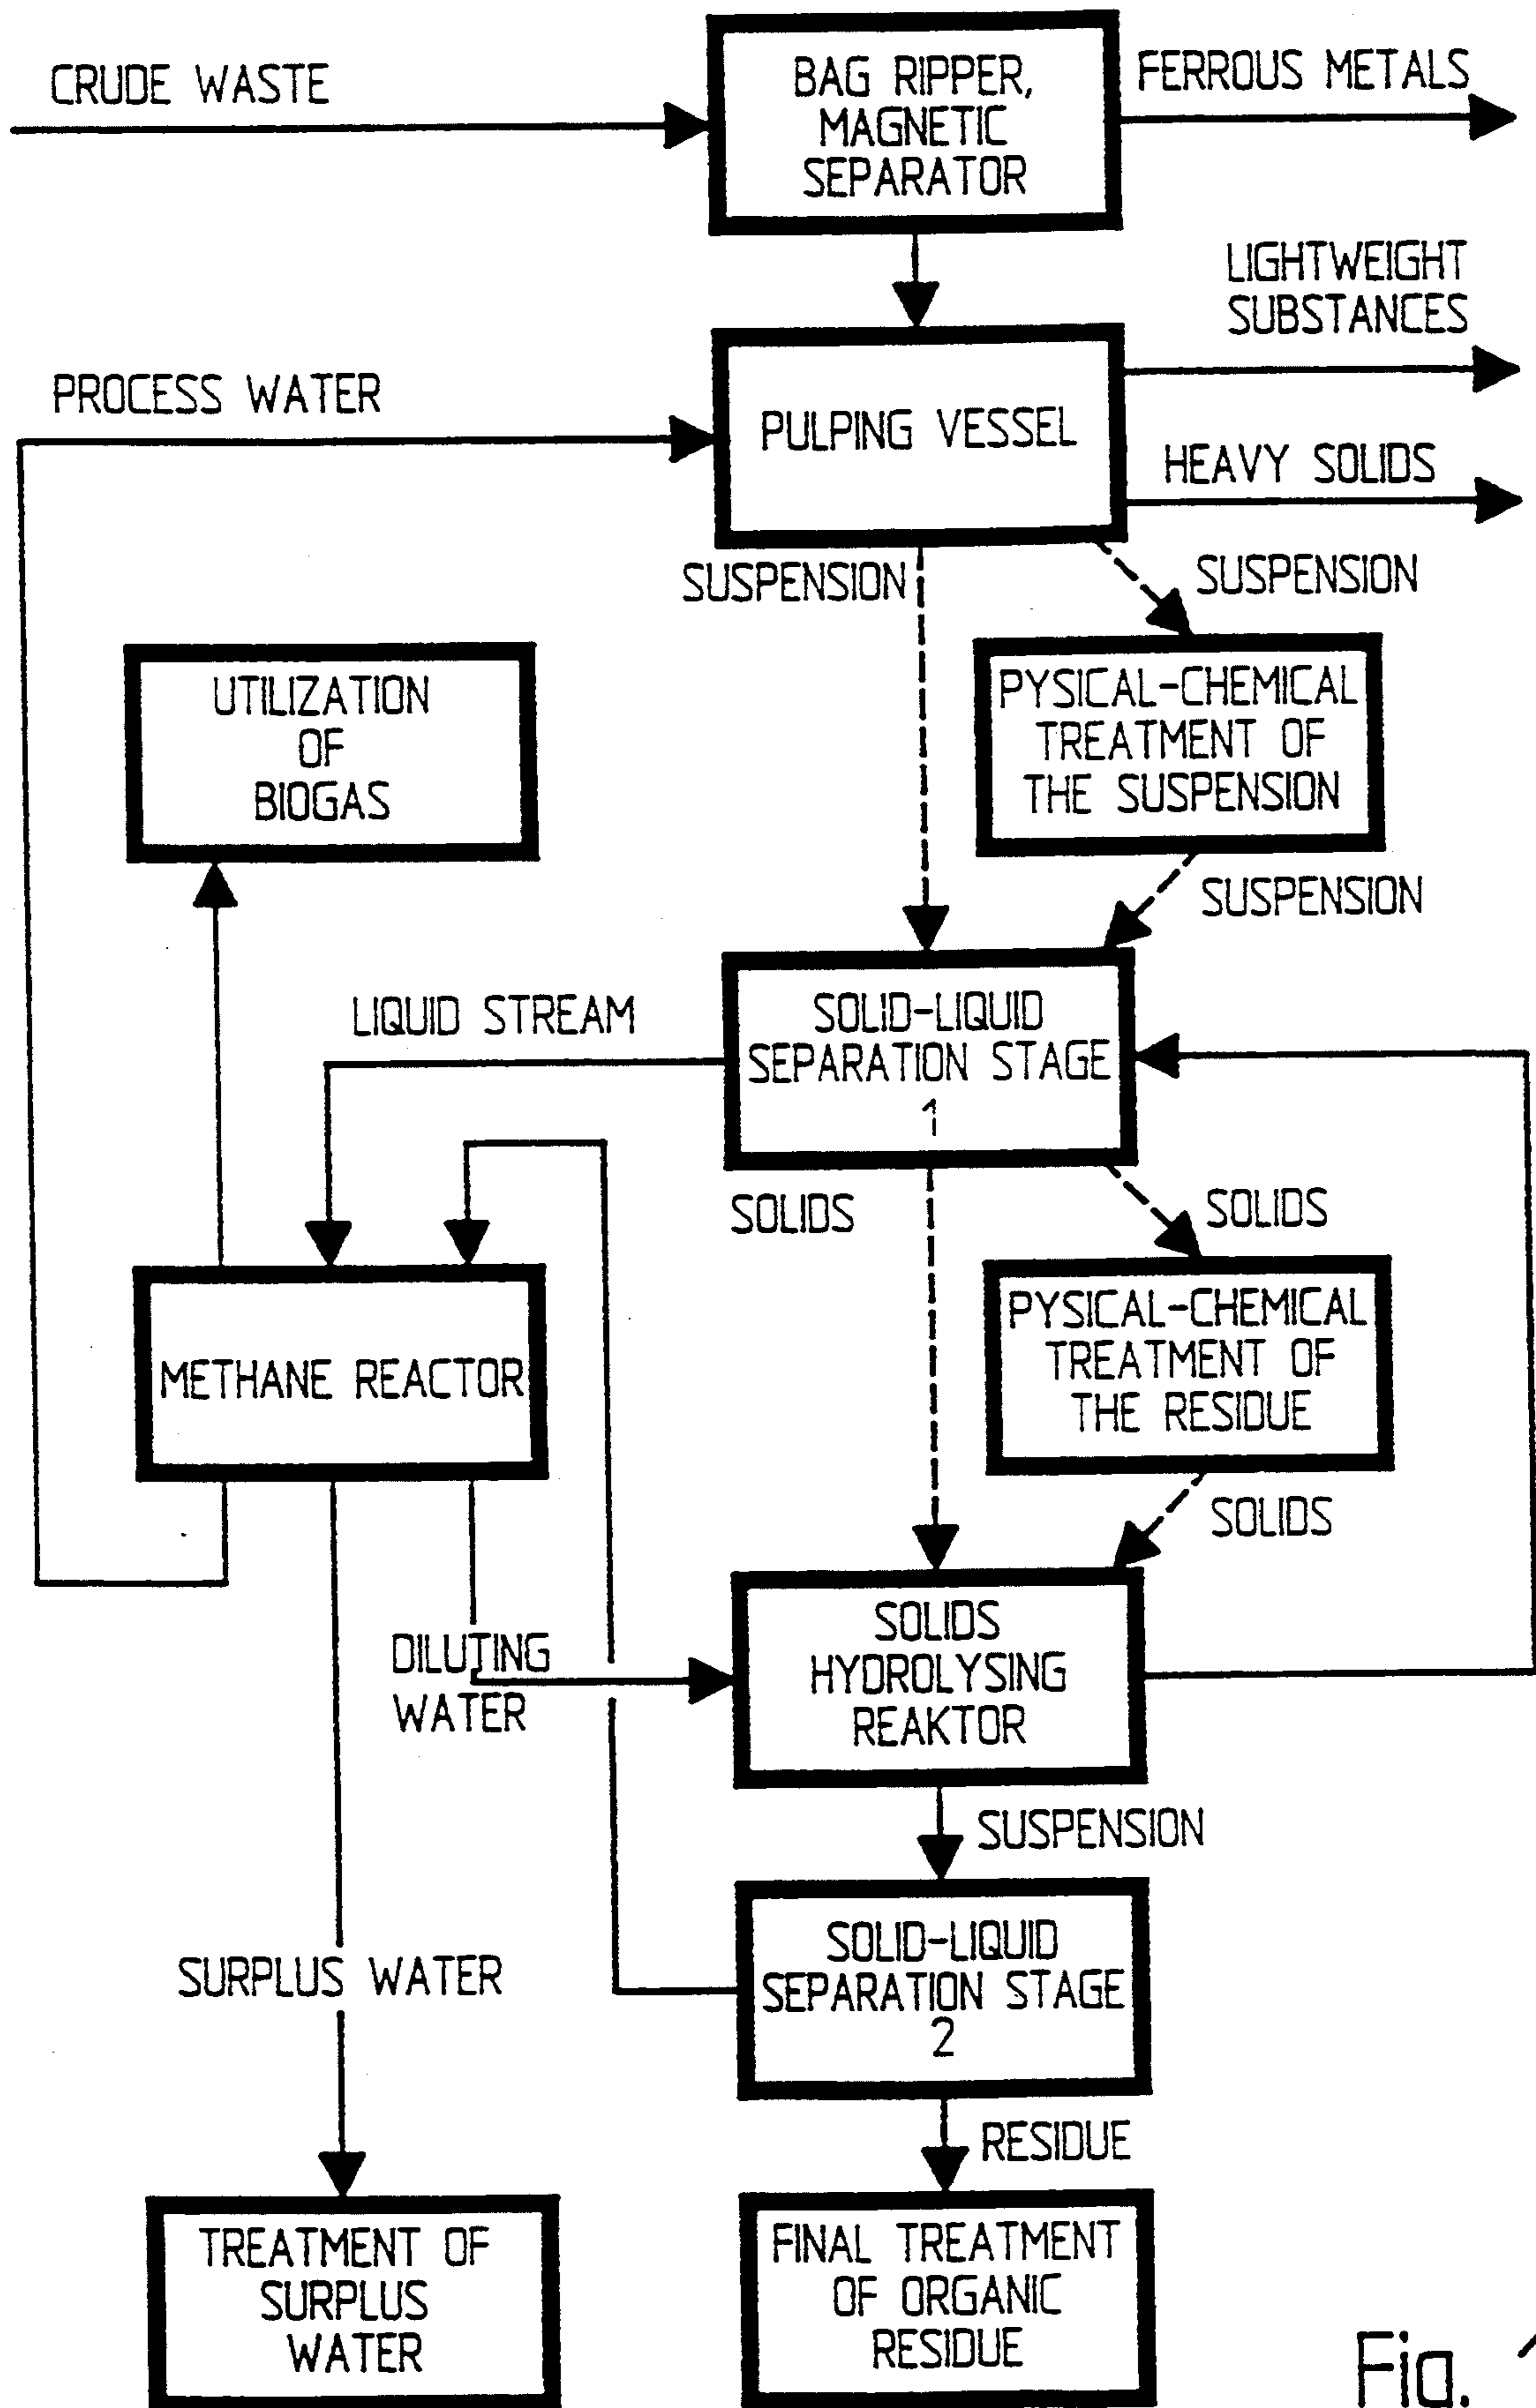 CRUDE WASTE
BAG RIPPER,
MAGNETIC
SEPARATOR
FERROUS METALS
LIGHTWEIGHT
SUBSTANCES
PROCESS WATER
PULPING VESSEL
HEAVY SOLIDS
SUSPENSION
SUSPENSION
UTILIZATION
OF
BIOGAS
PYSICAL-CHEMICAL
TREATMENT OF
THE SUSPENSION
SUSPENSION
LIQUID STREAM
SOLID-LIQUID
SEPARATION STAGE
1
SOLIDS
SOLIDS
METHANE REACTOR
PYSICAL-CHEMICAL
TREATMENT OF
THE RESIDUE
SOLIDS
DILUTING
WATER
SOLIDS
HYDROLYSING
REAKTOR
SUSPENSION
SURPLUS WATER
SOLID-LIQUID
SEPARATION STAGE
2
RESIDUE
TREATMENT OF
SURPLUS
WATER
FINAL TREATMENT
OF ORGANIC
RESIDUE
Fig.